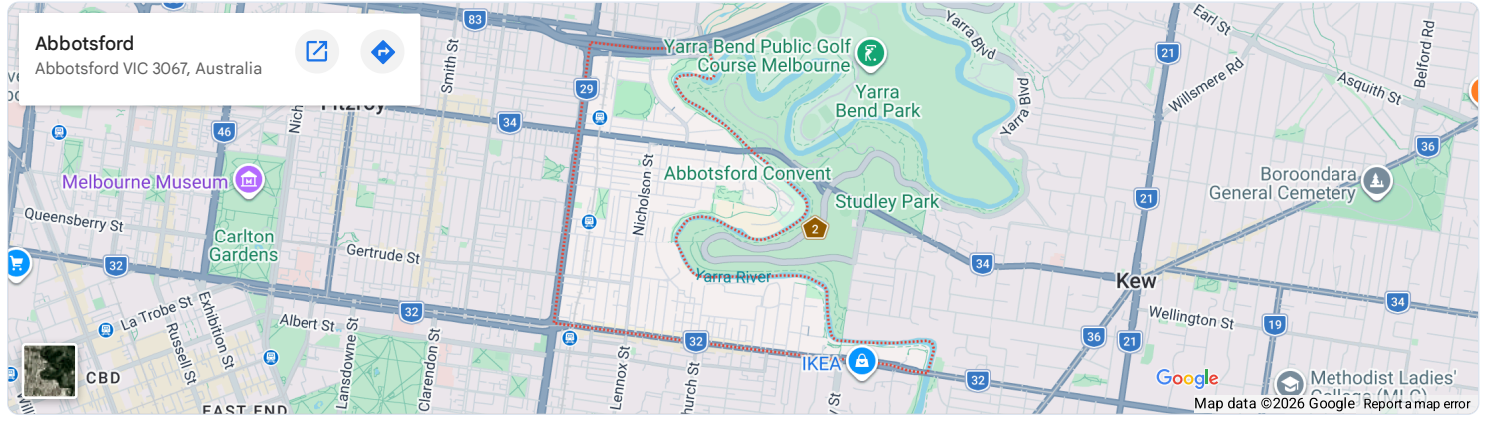 Abbotsford
Abbotsford VIC 3067, Australia
83
Smith St
Yarra Bend Public Golf
Course Melbourne
Yarra Blvd
Earl St
21
Willsmere Rd
Belford Rd
Asquith St
29
34
46
Yarra
Bend Park
Yarra Blvd
36
Melbourne Museum
Nicholson St
Abbotsford Convent
Studley Park
2
21
Boroondara
General Cemetery
Queensberry St
Carlton
Gardens
Gertrude St
32
32
Yarra River
34
Kew
34
La Trobe St
Exhibition St
Russell St
Albert St
Lansdowne St
Clarendon St
32
Lennox St
IKEA
32
36
21
Wellington St
19
CBD
EAST END
Google
Methodist Ladies'
College (MLC)
Map data ©2026 Google
Report a map error